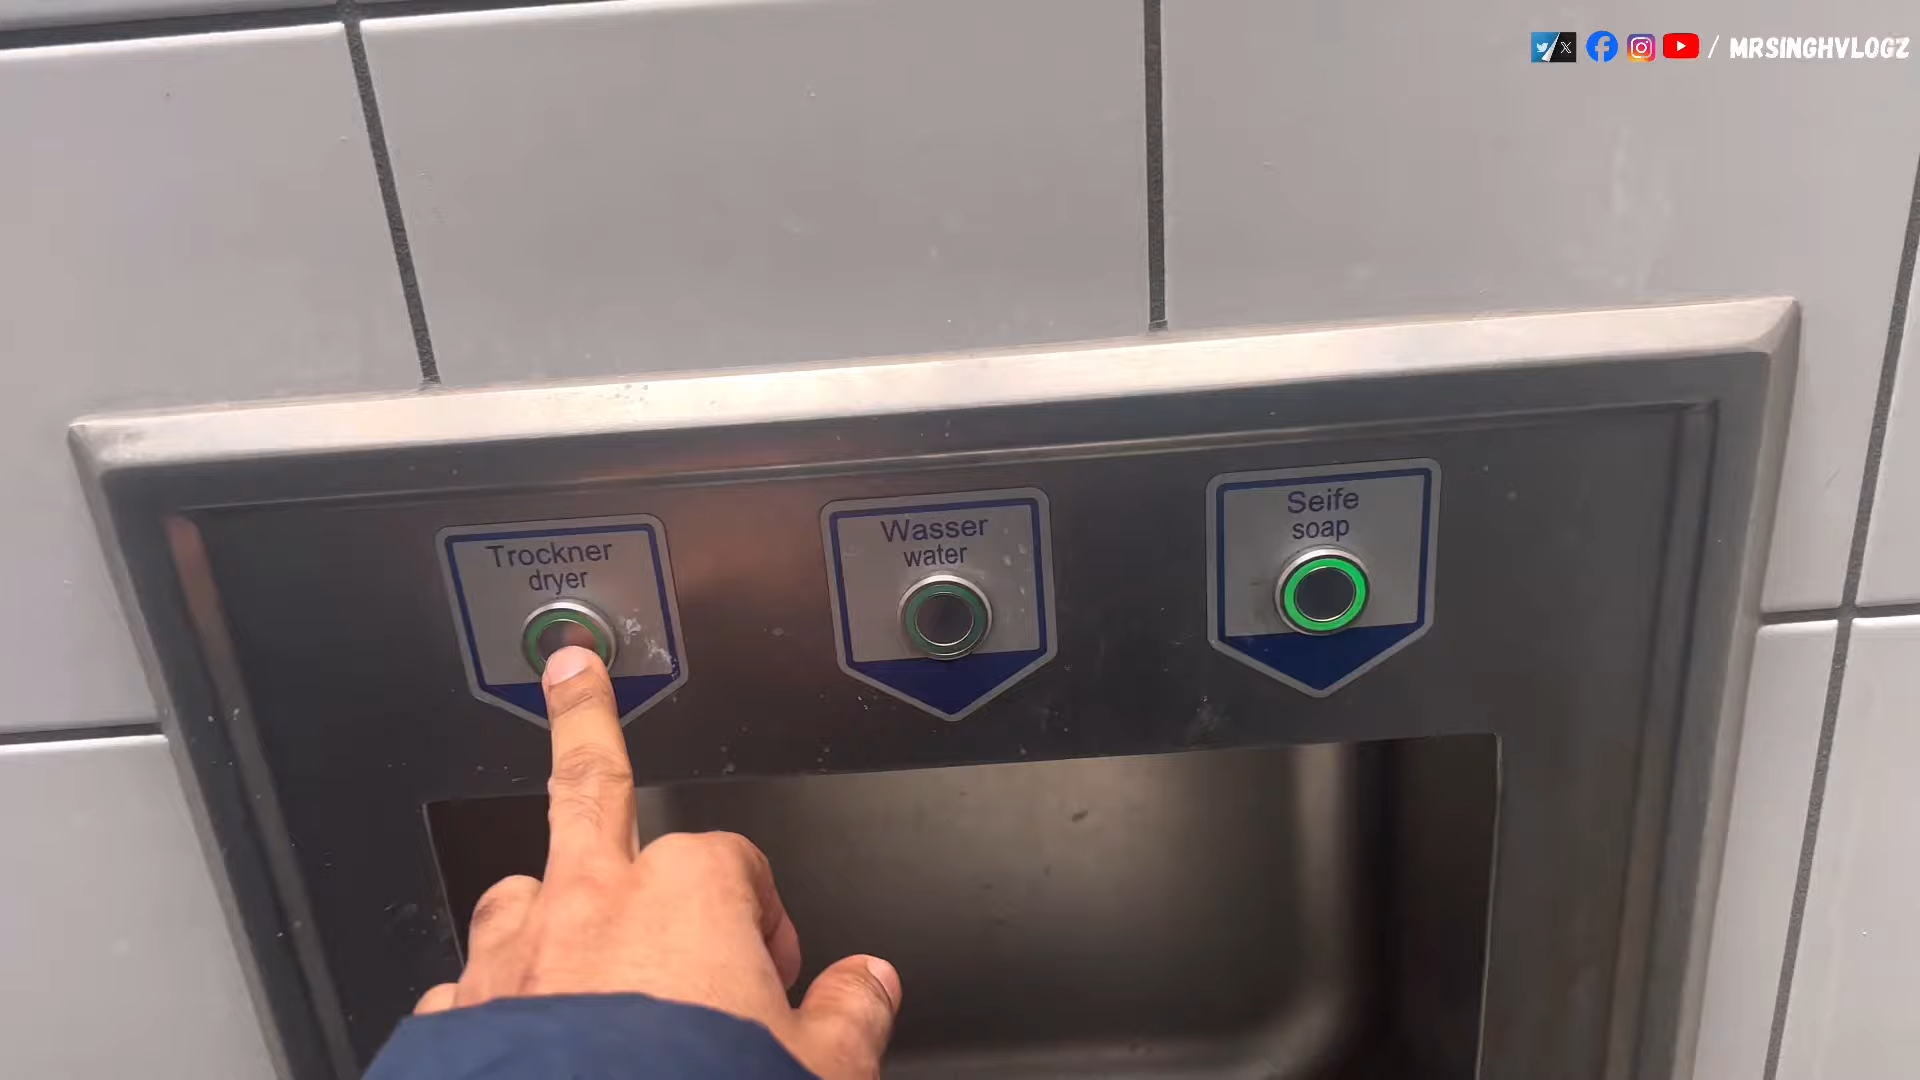 / MRSINGHVLOGZ
Trockner
dryer
Wasser
water
Seife
soap